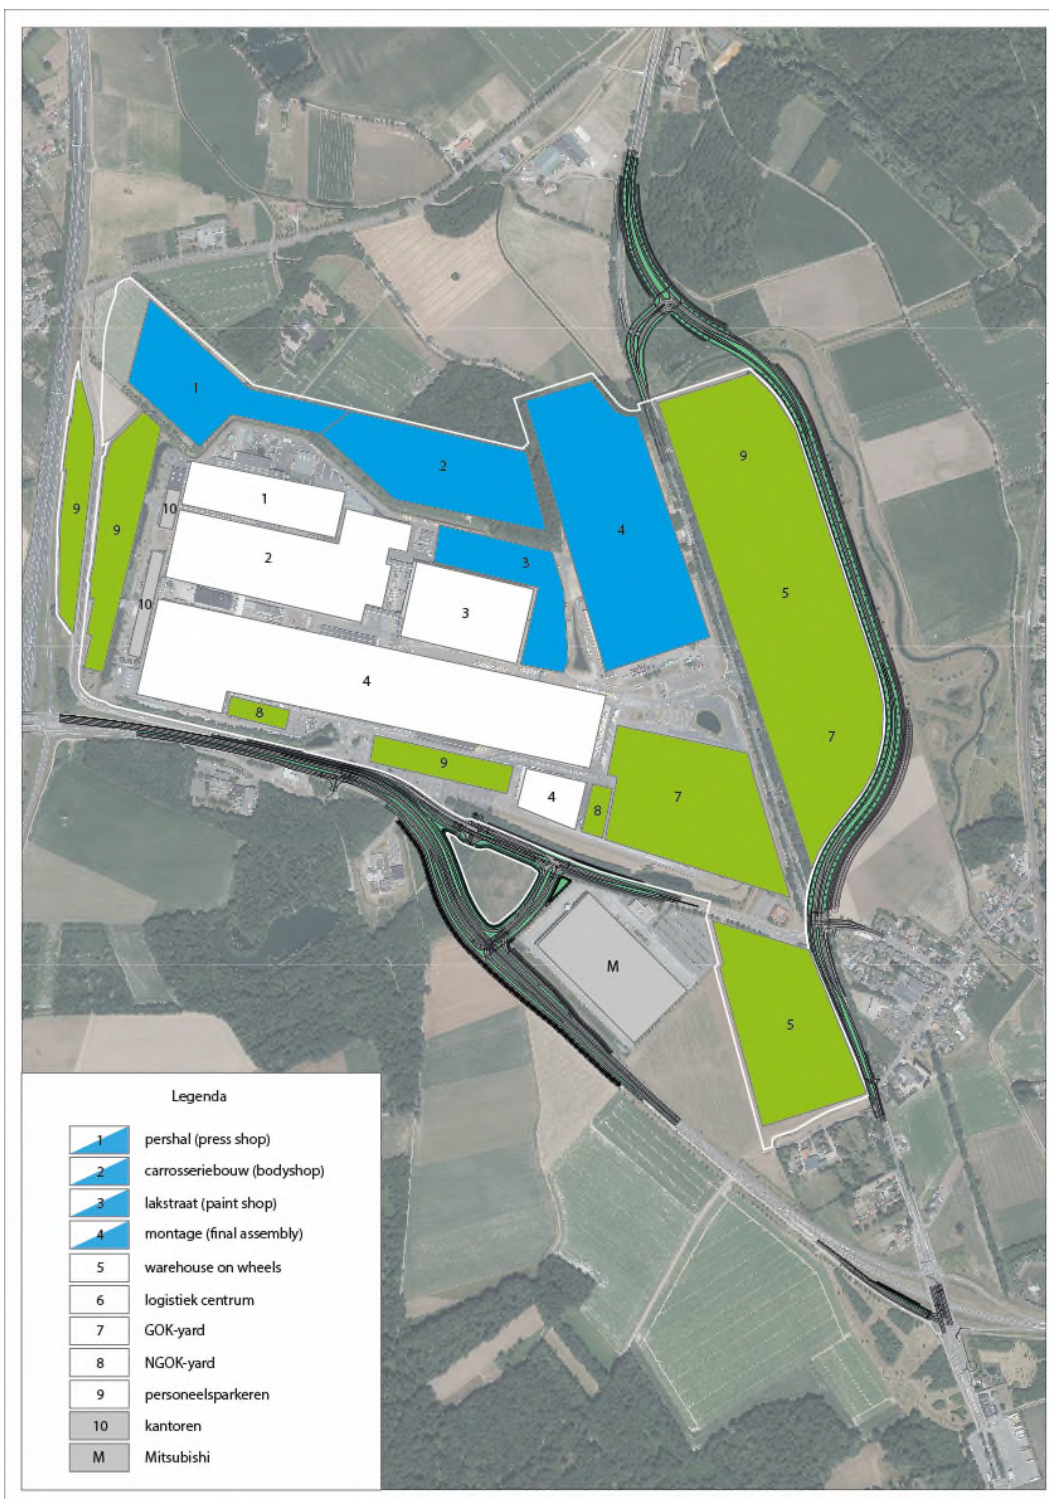 1
2
4
9
3
5
7
1
2
3
4
10
10
9
9
8
9
4
8
7
M
5
Legenda
1 pershal (press shop)
2 carrosseriebouw (bodyshop)
3 lakstraat (paint shop)
4 montage (final assembly)
5 warehouse on wheels
6 logistiek centrum
7 GOK-yard
8 NGOK-yard
9 personeelsparkeren
10 kantoren
M Mitsubishi